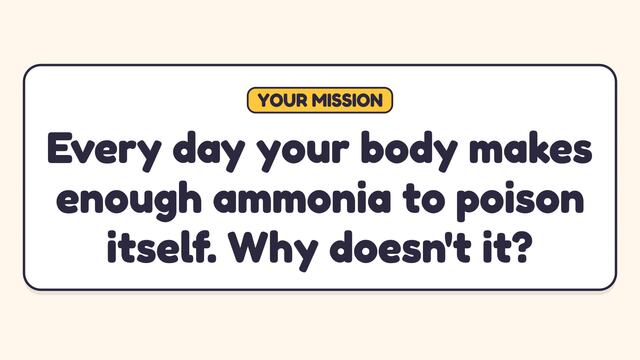 YOUR MISSION
Every day your body makes
enough ammonia to poison
itself. Why doesn't it?